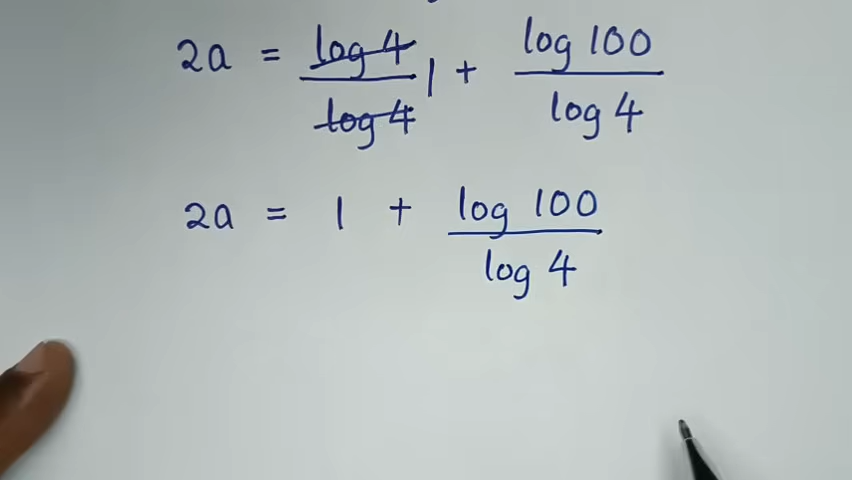 2a = log 4 / log 4 1 + log 100 / log 4
2a = 1 + log 100 / log 4